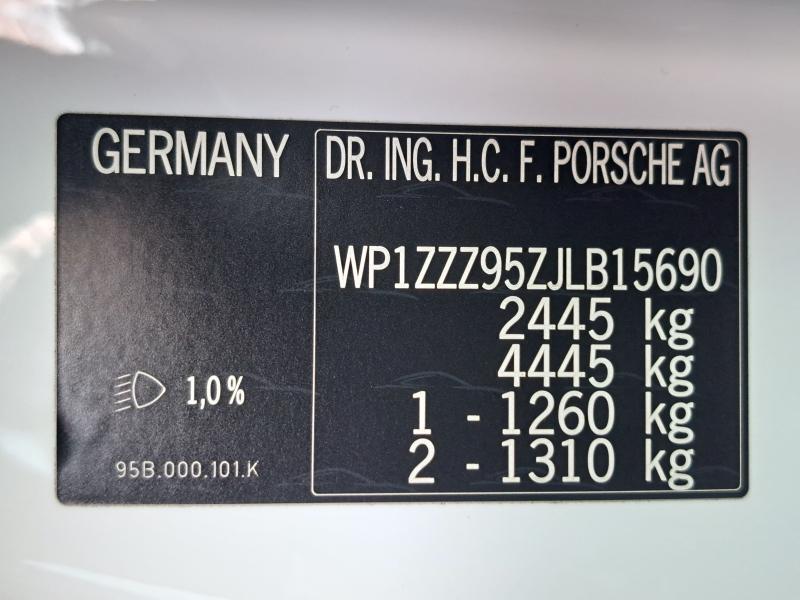 GERMANY
DR. ING. H.C. F. PORSCHE AG
WP1ZZZ95ZJLB15690
2445 kg
4445 kg
1 - 1260 kg
2 - 1310 kg
1,0 %
95B.000.101.K